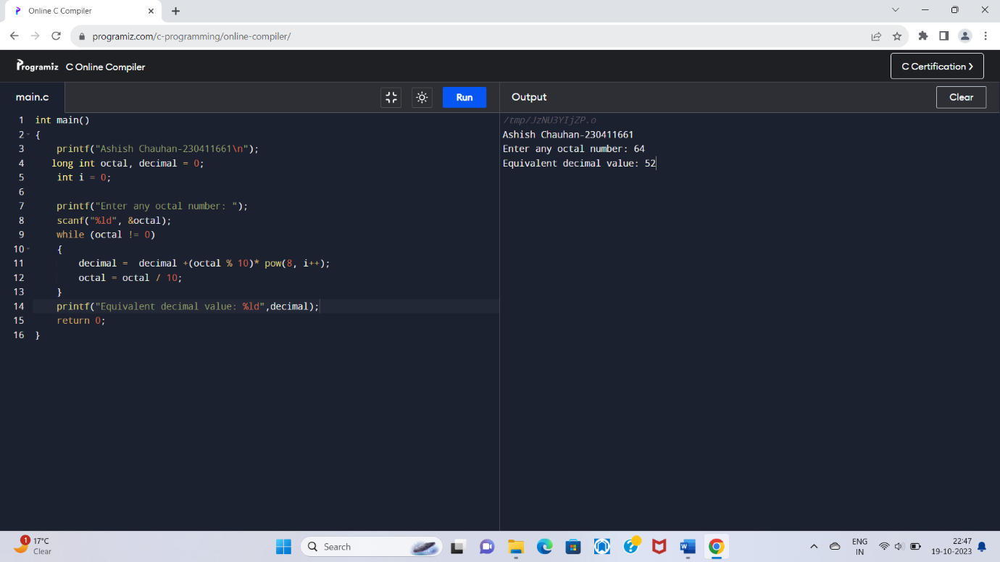 Online C Compiler
programiz.com/c-programming/online-compiler/
Programiz C Online Compiler
C Certification >
main.c
Run
Output
Clear
1 int main()
2 {
3 printf("Ashish Chauhan-230411661\n");
4 long int octal, decimal = 0;
5 int i = 0;
6
7 printf("Enter any octal number: ");
8 scanf("%ld", &octal);
9 while (octal != 0)
10 {
11 decimal =  decimal +(octal % 10)* pow(8, i++);
12 octal = octal / 10;
13 }
14 printf("Equivalent decimal value: %ld",decimal);
15 return 0;
16 }
/tmp/JzNU3YIjZP.o
Ashish Chauhan-230411661
Enter any octal number: 64
Equivalent decimal value: 52
1
17°C
Clear
Search
ENG
IN
22:47
19-10-2023